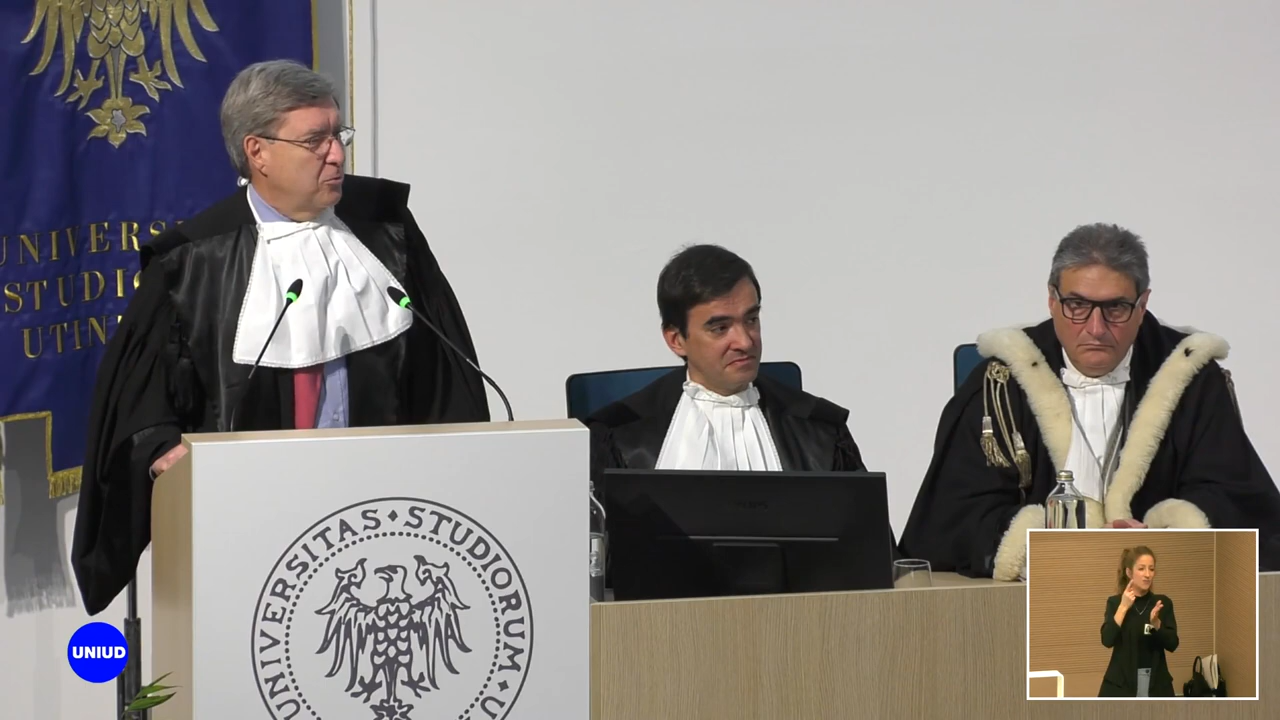 UNIVERS
STUDIO
UTIN
UNIVERSITAS · STUDIORUM · U
UNIUD